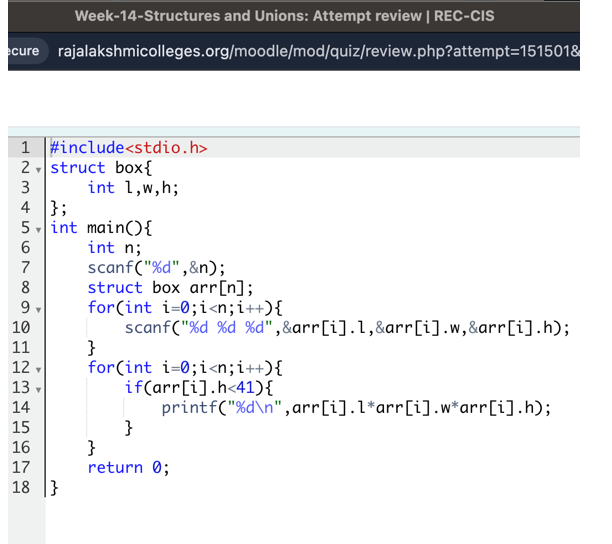 Week-14-Structures and Unions: Attempt review | REC-CIS
ecure rajalakshmicolleges.org/moodle/mod/quiz/review.php?attempt=151501&
1 #include<stdio.h>
2 struct box{
3     int l,w,h;
4 };
5 int main(){
6     int n;
7     scanf("%d",&n);
8     struct box arr[n];
9     for(int i=0;i<n;i++){
10         scanf("%d %d %d",&arr[i].l,&arr[i].w,&arr[i].h);
11     }
12     for(int i=0;i<n;i++){
13         if(arr[i].h<41){
14             printf("%d\n",arr[i].l*arr[i].w*arr[i].h);
15         }
16     }
17     return 0;
18 }